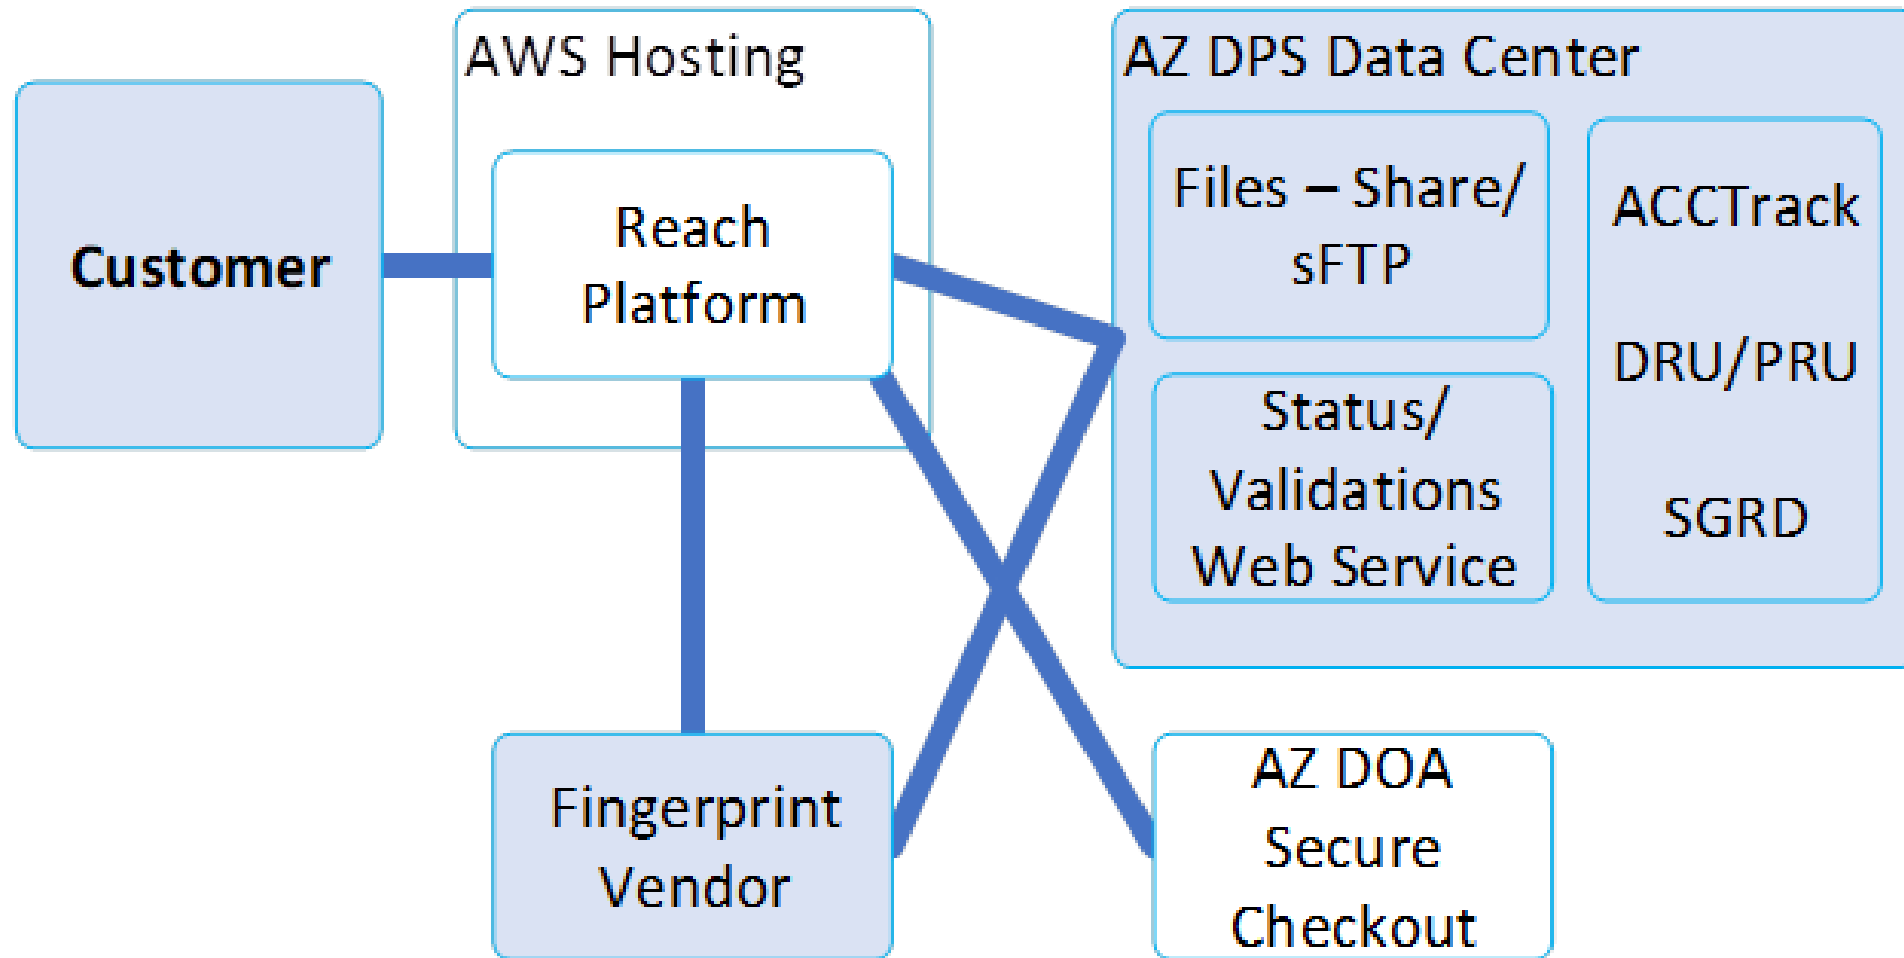 AWS Hosting
AZ DPS Data Center
Customer
Reach
Platform
Files – Share/
sFTP
Status/
Validations
Web Service
ACCTrack
DRU/PRU
SGRD
Fingerprint
Vendor
AZ DOA
Secure
Checkout